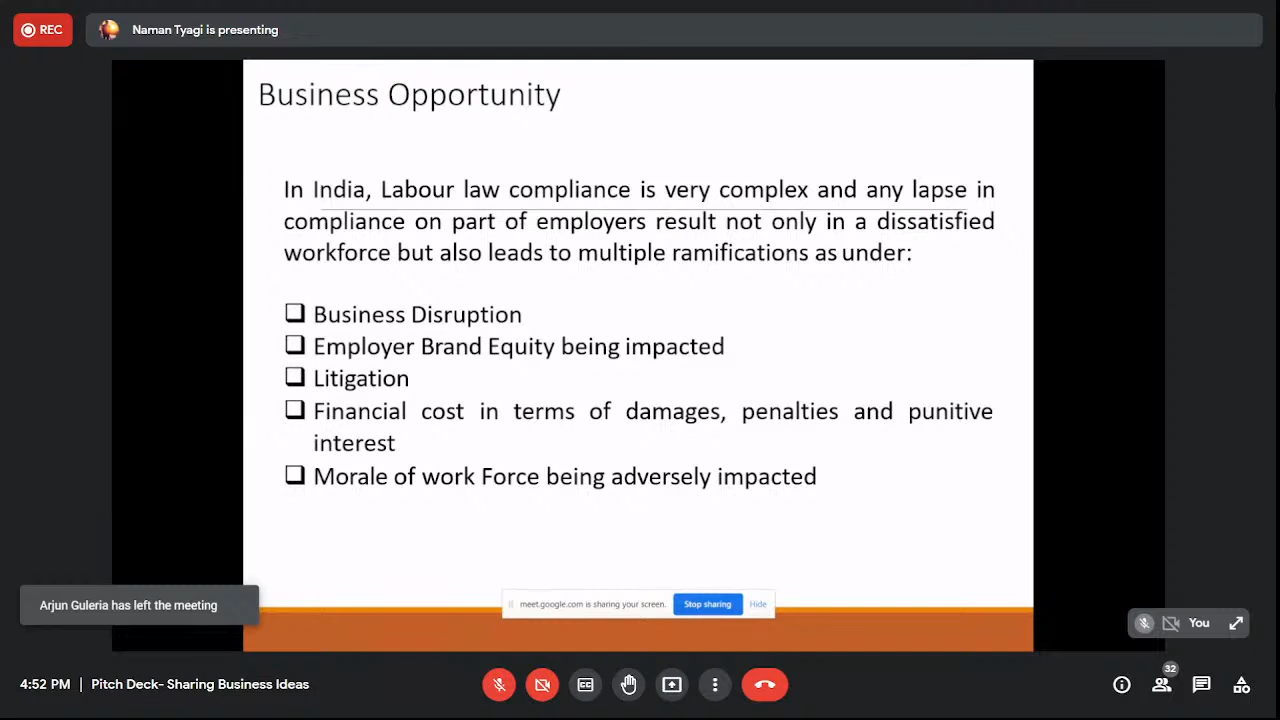 REC
Naman Tyagi is presenting
Business Opportunity
In India, Labour law compliance is very complex and any lapse in
compliance on part of employers result not only in a dissatisfied
workforce but also leads to multiple ramifications as under:
Business Disruption
Employer Brand Equity being impacted
Litigation
Financial cost in terms of damages, penalties and punitive
interest
Morale of work Force being adversely impacted
Arjun Guleria has left the meeting
meet.google.com is sharing your screen.
Stop sharing
Hide
You
4:52 PM | Pitch Deck- Sharing Business Ideas
CC
32